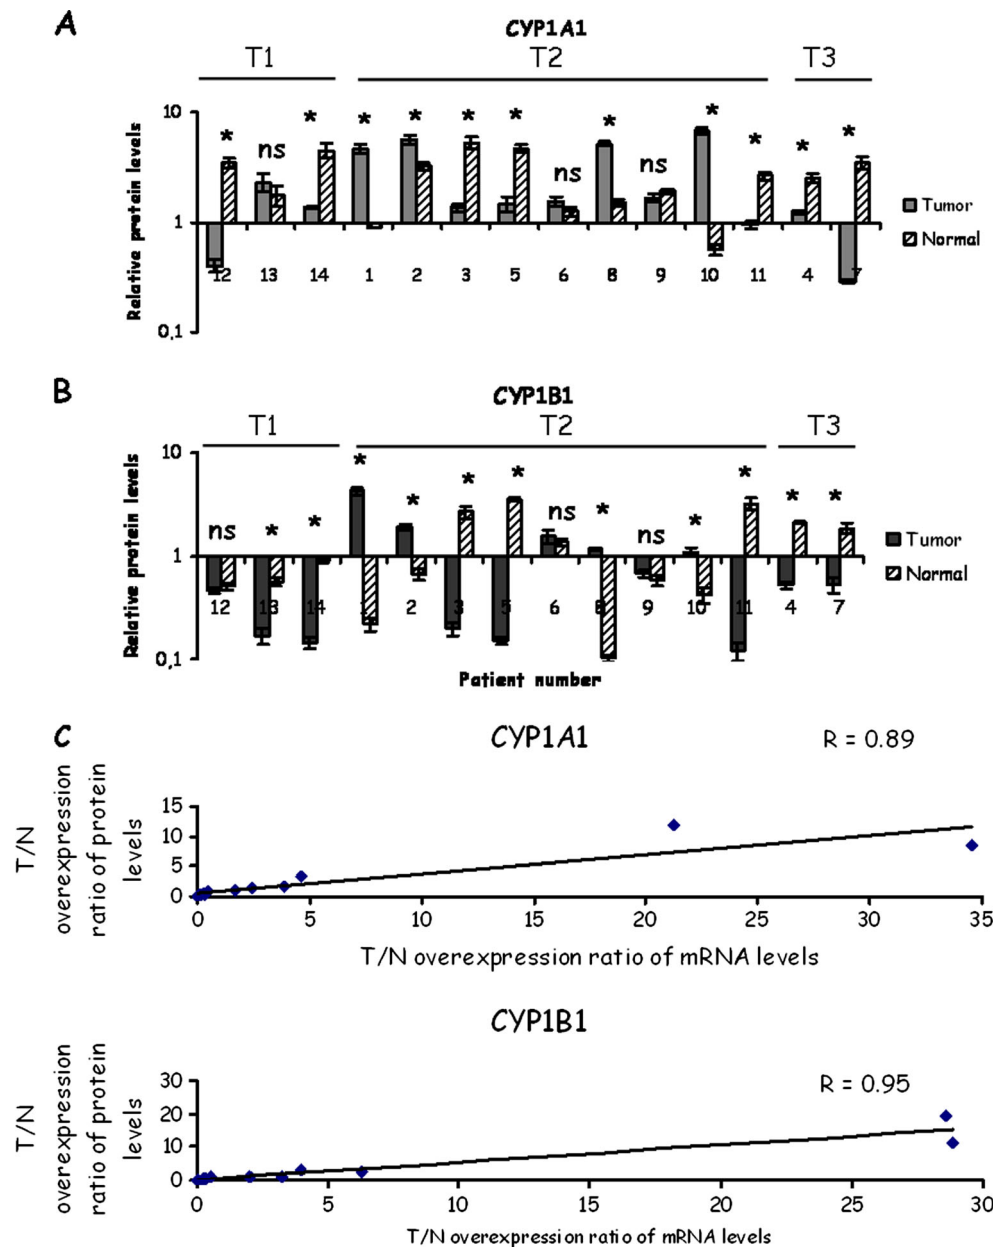 A
CYP1A1
T1 T2 T3
10
* ns * * * * * ns * ns * * * *
Relative protein levels
1
Tumor
Normal
12 13 14 1 2 3 5 6 8 9 10 11 4 7
0,1
B
CYP1B1
T1 T2 T3
10
ns * * * * * * ns * ns * * * *
Relative protein levels
1
Tumor
Normal
12 13 14 1 2 3 5 6 8 9 10 11 4 7
0,1
Patient number
C
CYP1A1
R = 0.89
T/N
overexpression
ratio of protein
levels
15
10
5
0
0 5 10 15 20 25 30 35
T/N overexpression ratio of mRNA levels
CYP1B1
R = 0.95
T/N
overexpression
ratio of protein
levels
30
20
10
0
0 5 10 15 20 25 30
T/N overexpression ratio of mRNA levels